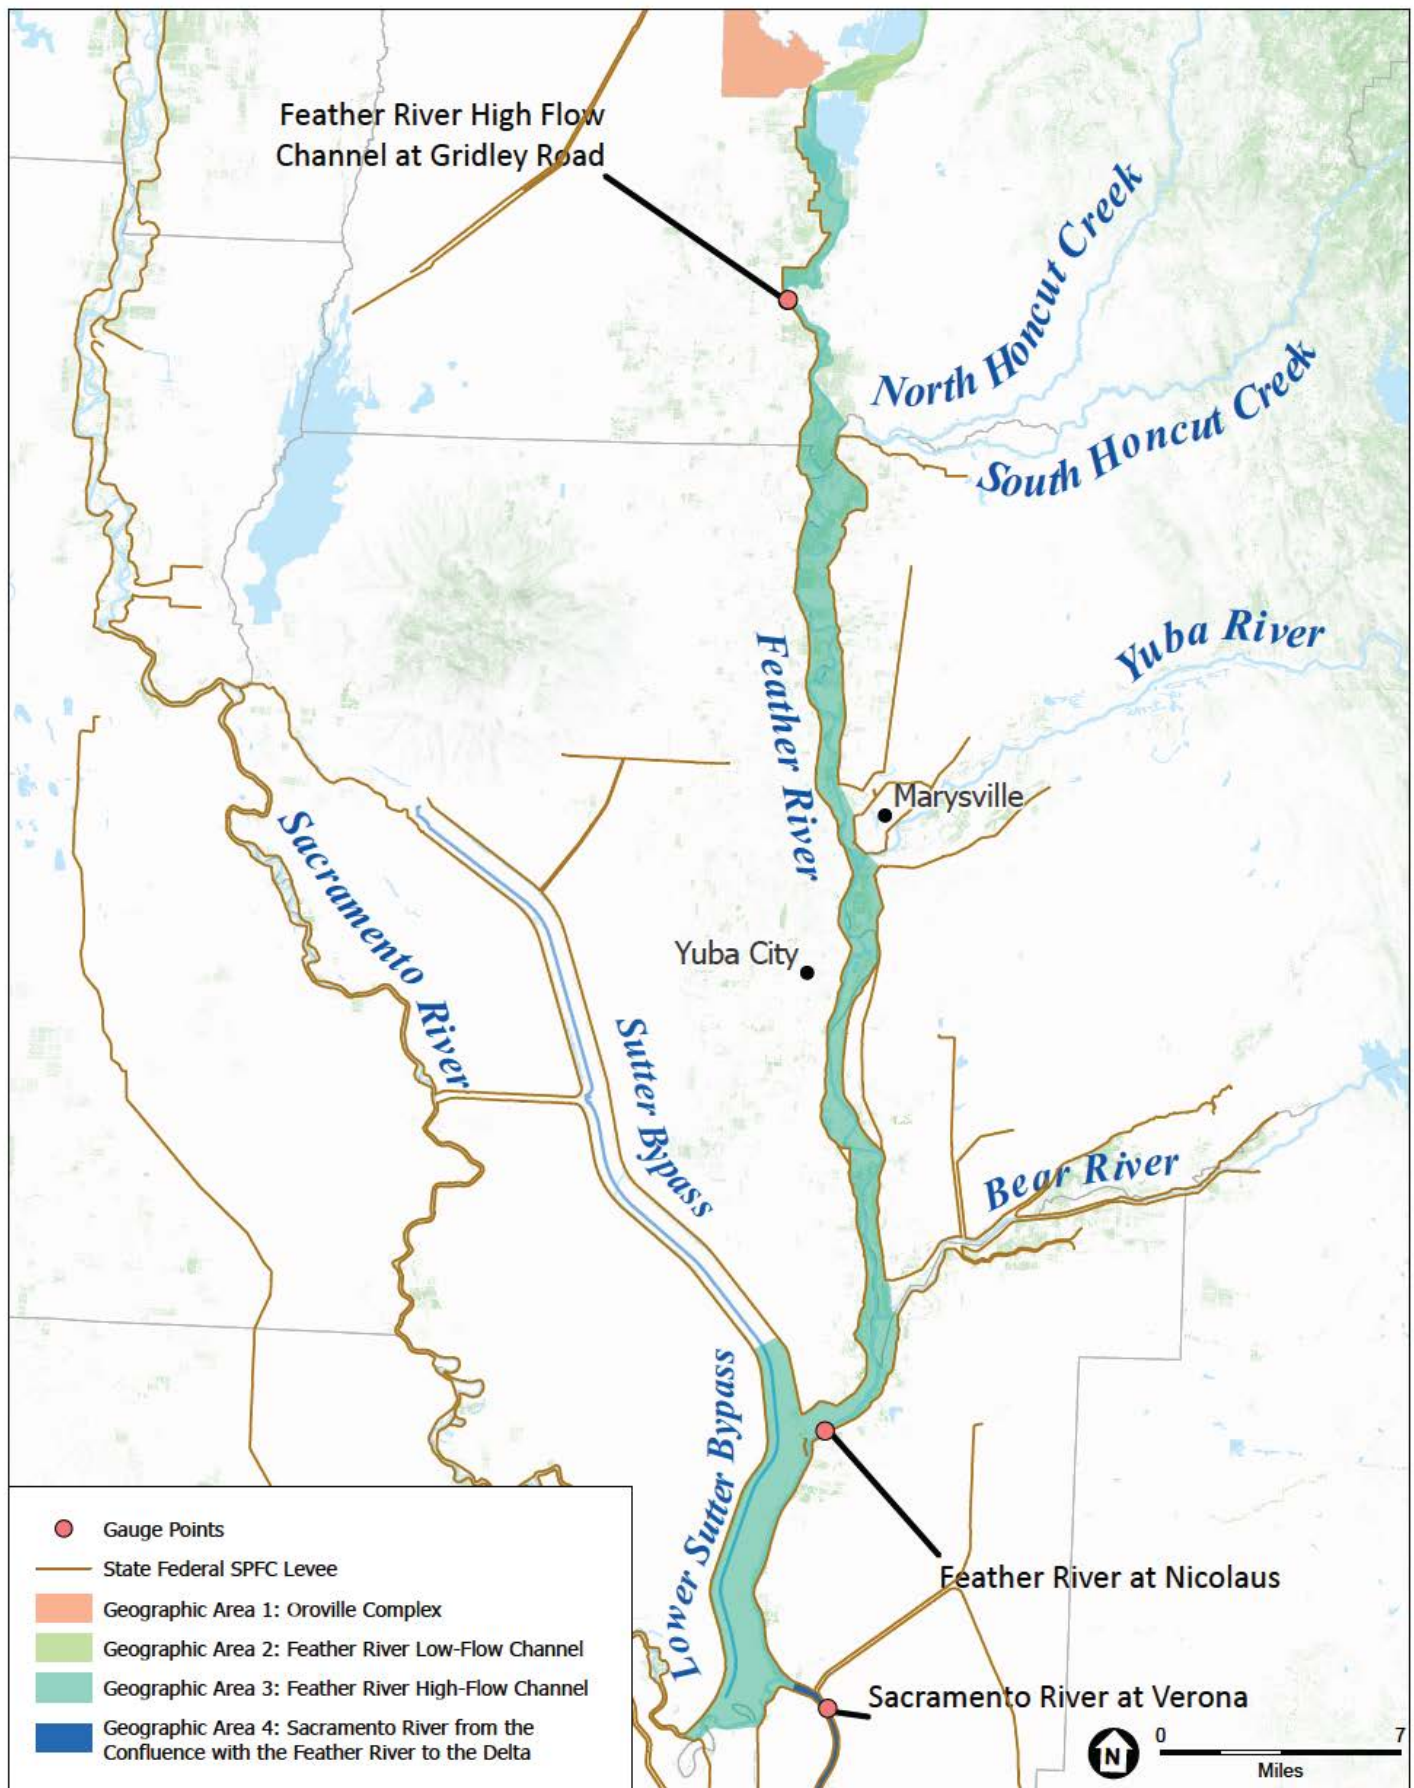 Feather River High Flow
Channel at Gridley Road
North Honcut Creek
South Honcut Creek
Yuba River
Feather River
Marysville
Sacramento River
Yuba City
Sutter Bypass
Bear River
Lower Sutter Bypass
Feather River at Nicolaus
Sacramento River at Verona
Gauge Points
State Federal SPFC Levee
Geographic Area 1: Oroville Complex
Geographic Area 2: Feather River Low-Flow Channel
Geographic Area 3: Feather River High-Flow Channel
Geographic Area 4: Sacramento River from the
Confluence with the Feather River to the Delta
N
0 7
Miles